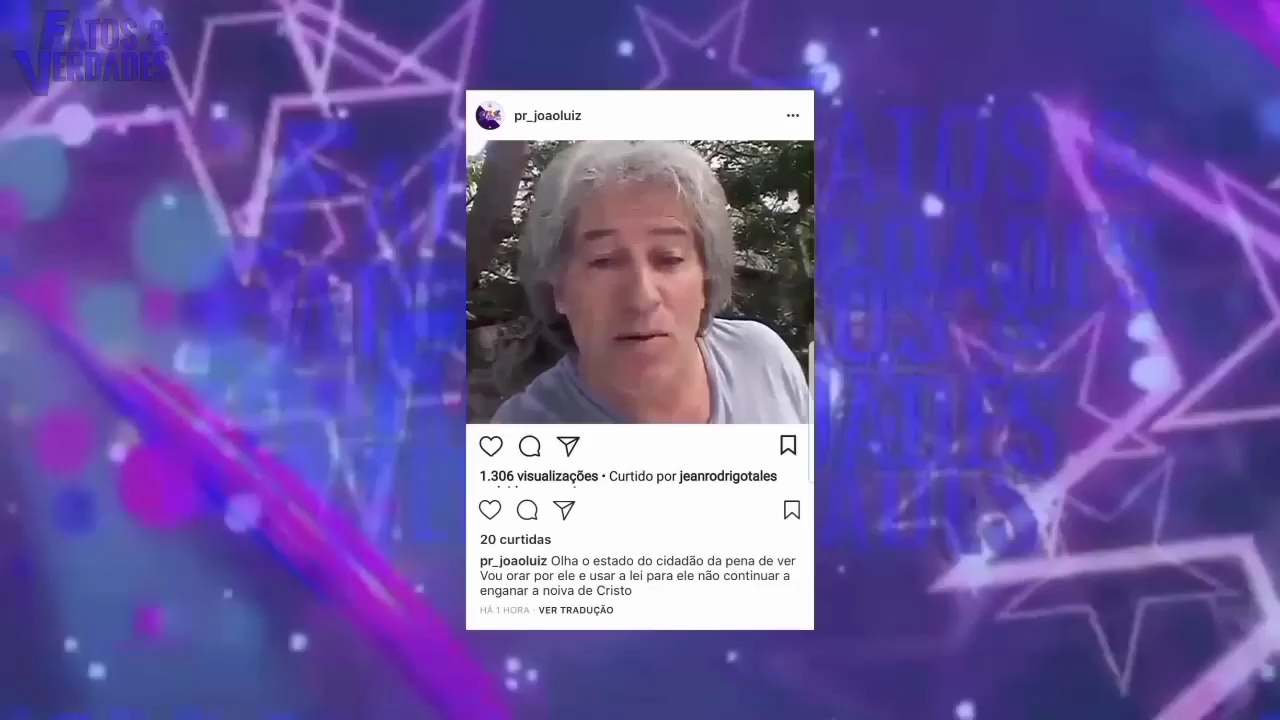 FATOS &
VERDADES
pr_joaoluiz
1.306 visualizações • Curtido por jeanrodrigotales
20 curtidas
pr_joaoluiz Olha o estado do cidadão da pena de ver
Vou orar por ele e usar a lei para ele não continuar a
enganar a noiva de Cristo
HÁ 1 HORA · VER TRADUÇÃO